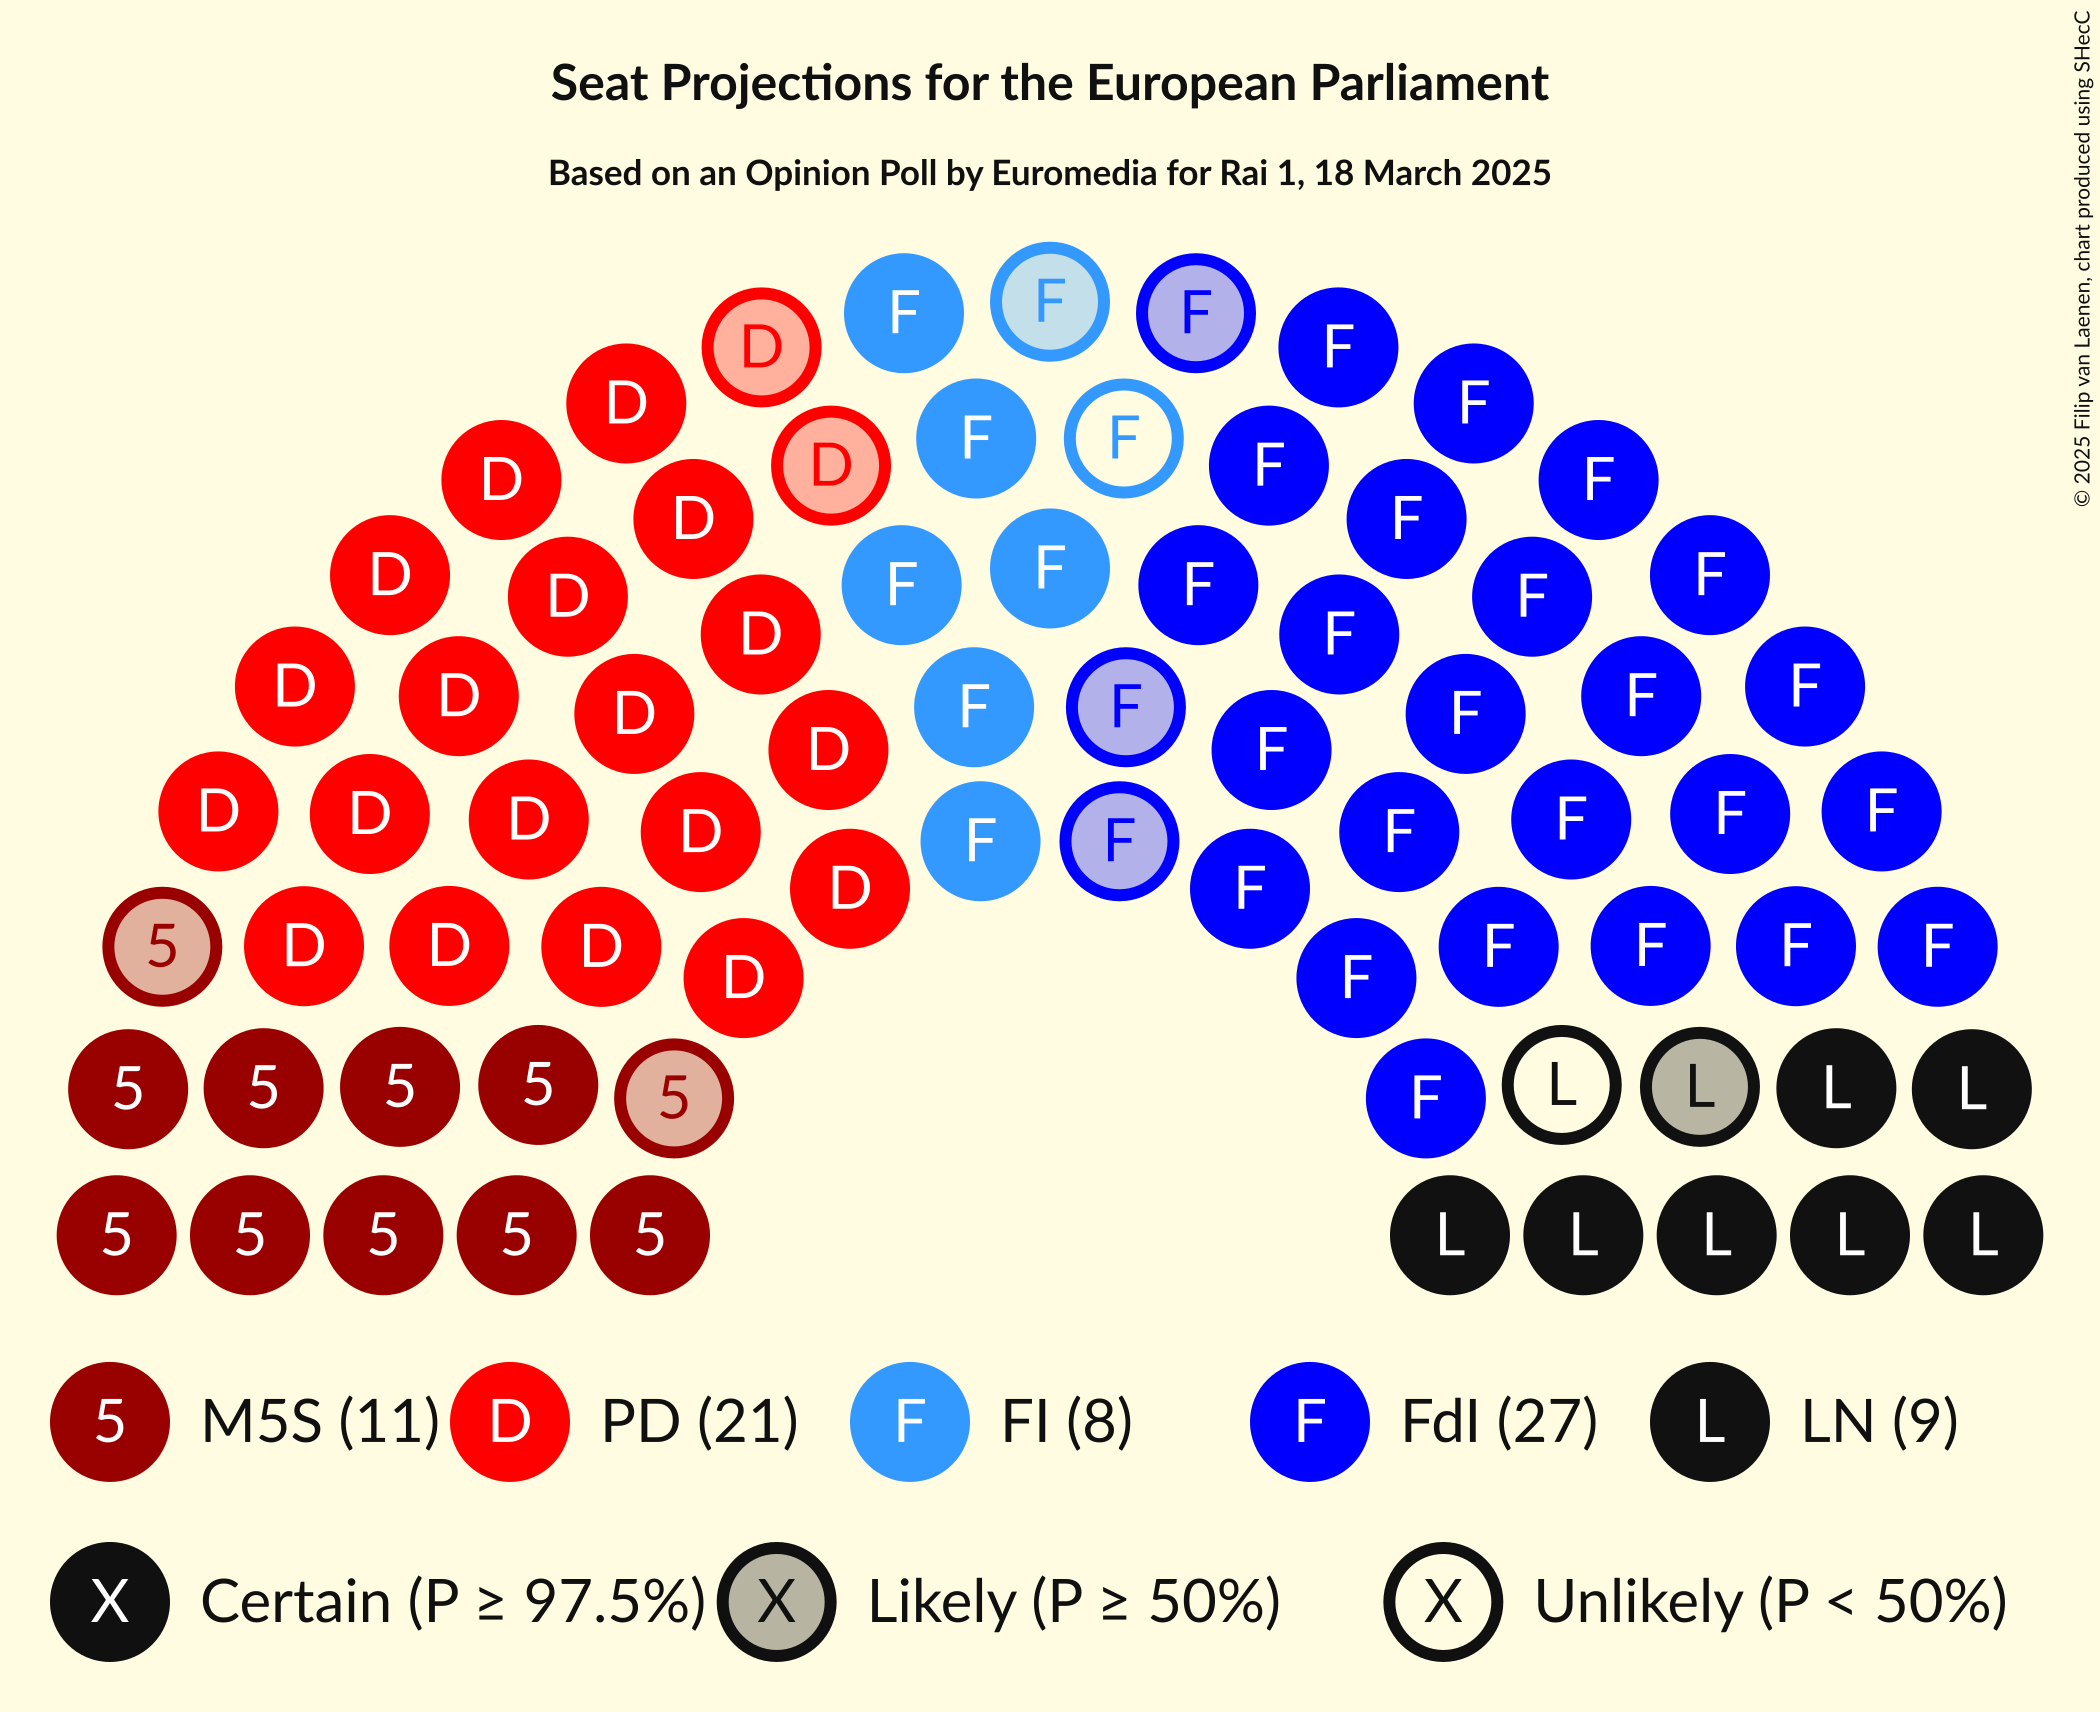 Seat Projections for the European Parliament
Based on an Opinion Poll by Euromedia for Rai 1, 18 March 2025
© 2025 Filip van Laenen, chart produced using SHecC
F
D F F
F
D F
D F F
D F
D F
D F
D F
F
D F F
D F
D F
D F
D F
D F
D F F F
D F
D F
D F
D F
D F
D F F F
D F
5 D D D F F F F
D F
5 5 5 5 L L L L
5 F
5 5 5 5 5 L L L L L
5 M5S (11) D PD (21) F FI (8) F FdI (27) L LN (9)
X Certain (P ≥ 97.5%) X Likely (P ≥ 50%) X Unlikely (P < 50%)